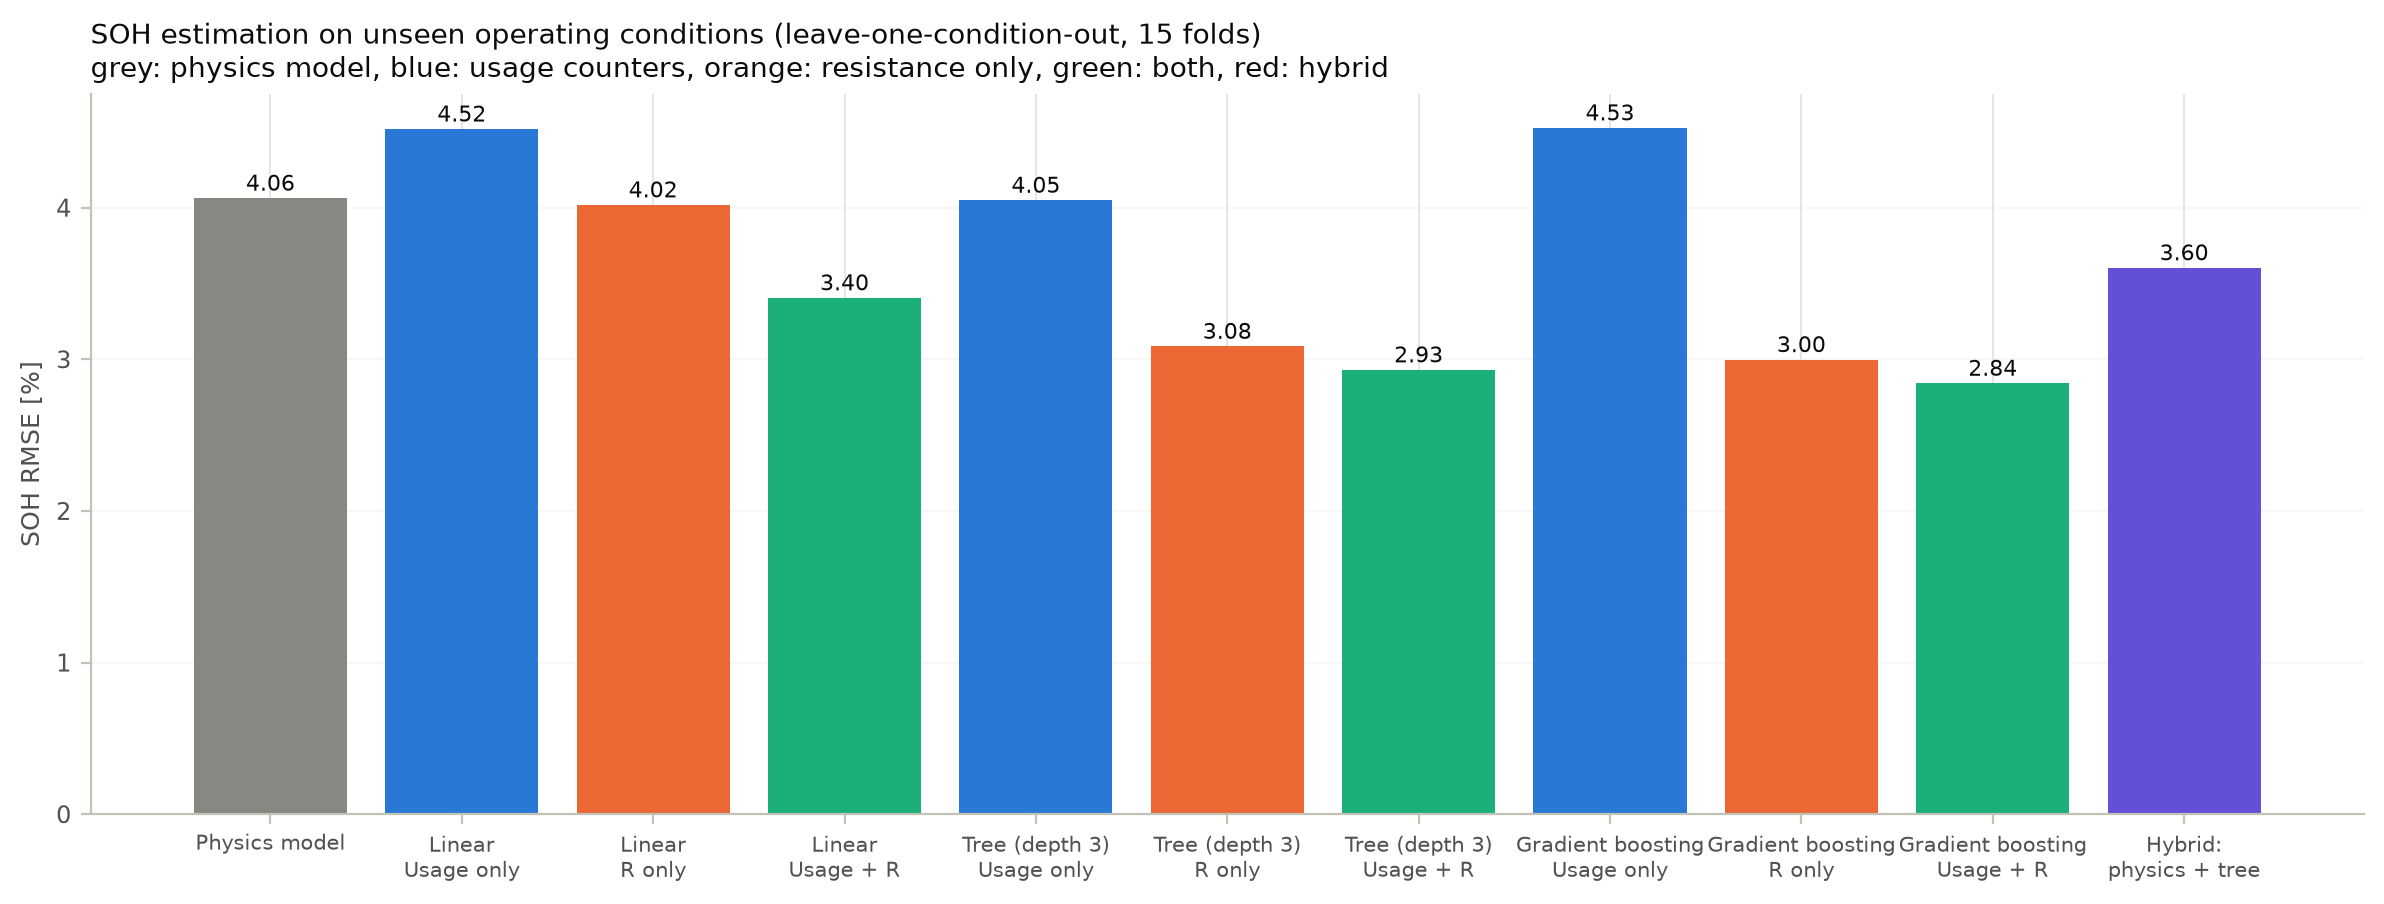 SOH estimation on unseen operating conditions (leave-one-condition-out, 15 folds)
grey: physics model, blue: usage counters, orange: resistance only, green: both, red: hybrid
SOH RMSE [%]
4
3
2
1
0
4.06
4.52
4.02
3.40
4.05
3.08
2.93
4.53
3.00
2.84
3.60
Physics model
Linear
Usage only
Linear
R only
Linear
Usage + R
Tree (depth 3)
Usage only
Tree (depth 3)
R only
Tree (depth 3)
Usage + R
Gradient boosting
Usage only
Gradient boosting
R only
Gradient boosting
Usage + R
Hybrid:
physics + tree